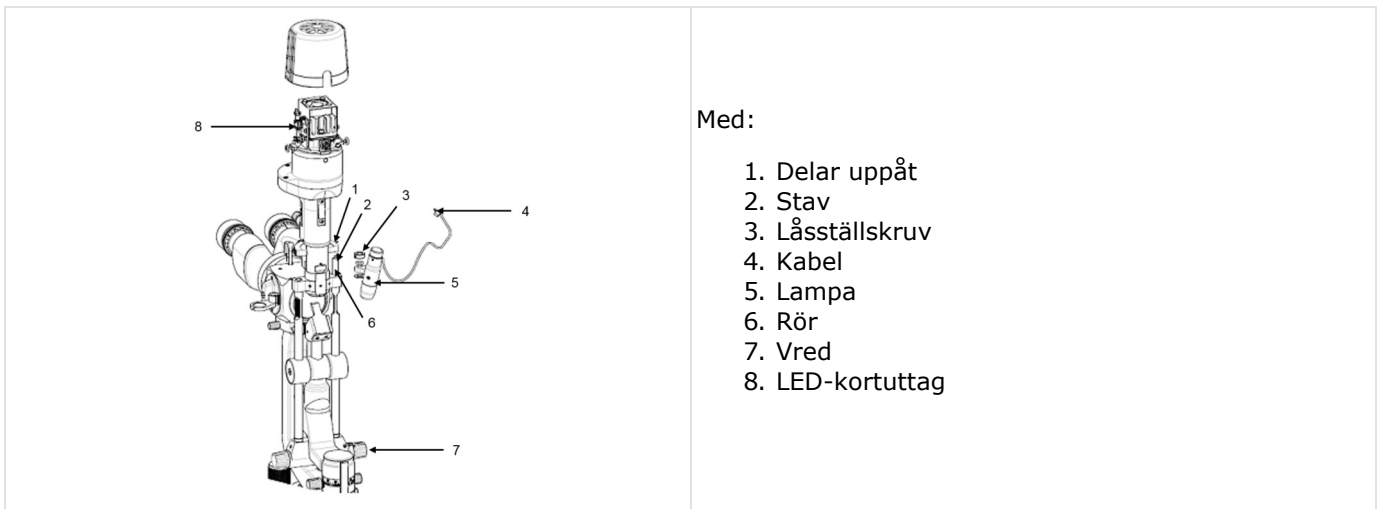 8
1
2
3
4
5
6
7
Med:
1. Delar uppåt
2. Stav
3. Låsställskruv
4. Kabel
5. Lampa
6. Rör
7. Vred
8. LED-kortuttag